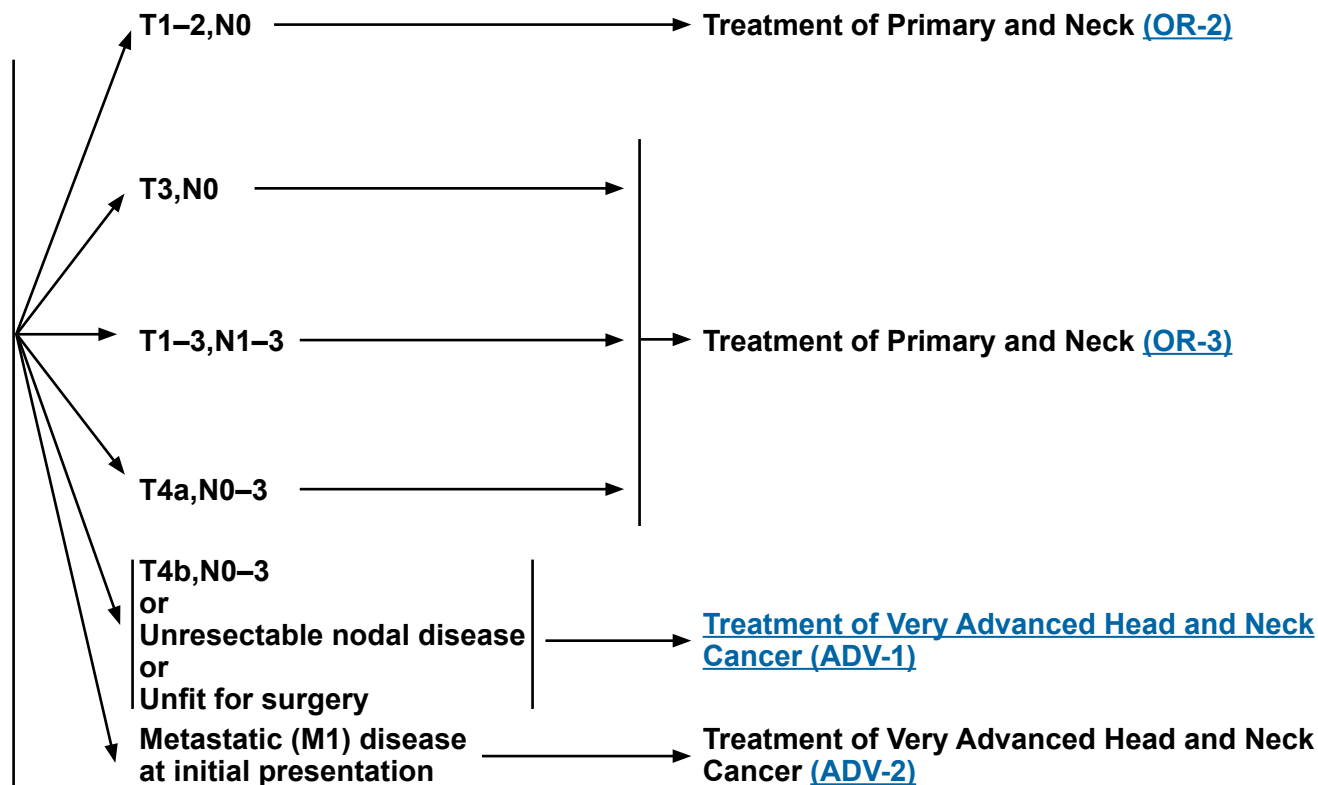 T1–2,N0
Treatment of Primary and Neck (OR-2)
T3,N0
T1–3,N1–3
Treatment of Primary and Neck (OR-3)
T4a,N0–3
T4b,N0–3
or
Unresectable nodal disease
or
Unfit for surgery
Treatment of Very Advanced Head and Neck
Cancer (ADV-1)
Metastatic (M1) disease
at initial presentation
Treatment of Very Advanced Head and Neck
Cancer (ADV-2)